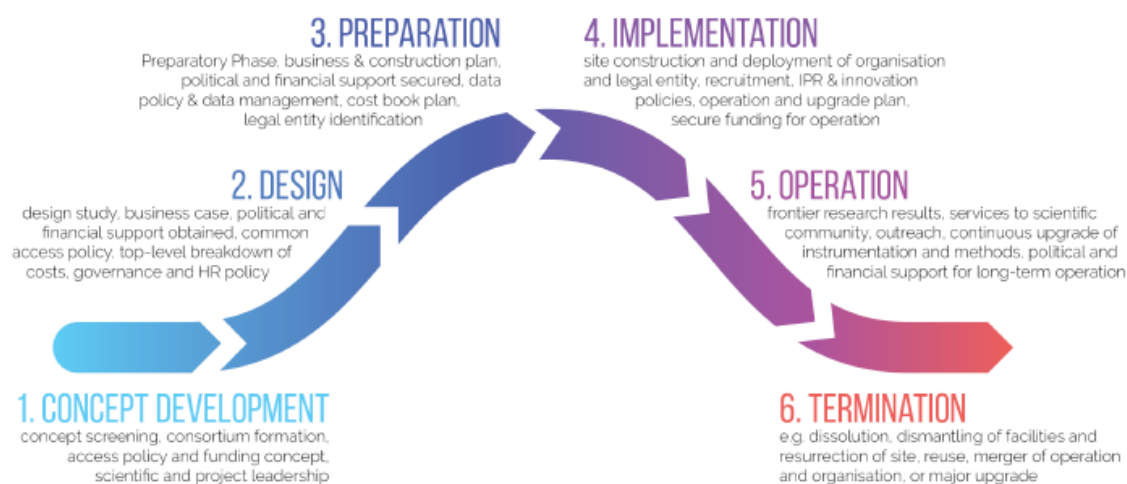 3. PREPARATION
Preparatory Phase, business & construction plan,
political and financial support secured, data
policy & data management, cost book plan,
legal entity identification
4. IMPLEMENTATION
site construction and deployment of organisation
and legal entity, recruitment, IPR & innovation
policies, operation and upgrade plan,
secure funding for operation
2. DESIGN
design study, business case, political and
financial support obtained, common
access policy, top-level breakdown of
costs, governance and HR policy
5. OPERATION
frontier research results, services to scientific
community, outreach, continuous upgrade of
instrumentation and methods, political and
financial support for long-term operation
1. CONCEPT DEVELOPMENT
concept screening, consortium formation,
access policy and funding concept,
scientific and project leadership
6. TERMINATION
e.g. dissolution, dismantling of facilities and
resurrection of site, reuse, merger of operation
and organisation, or major upgrade